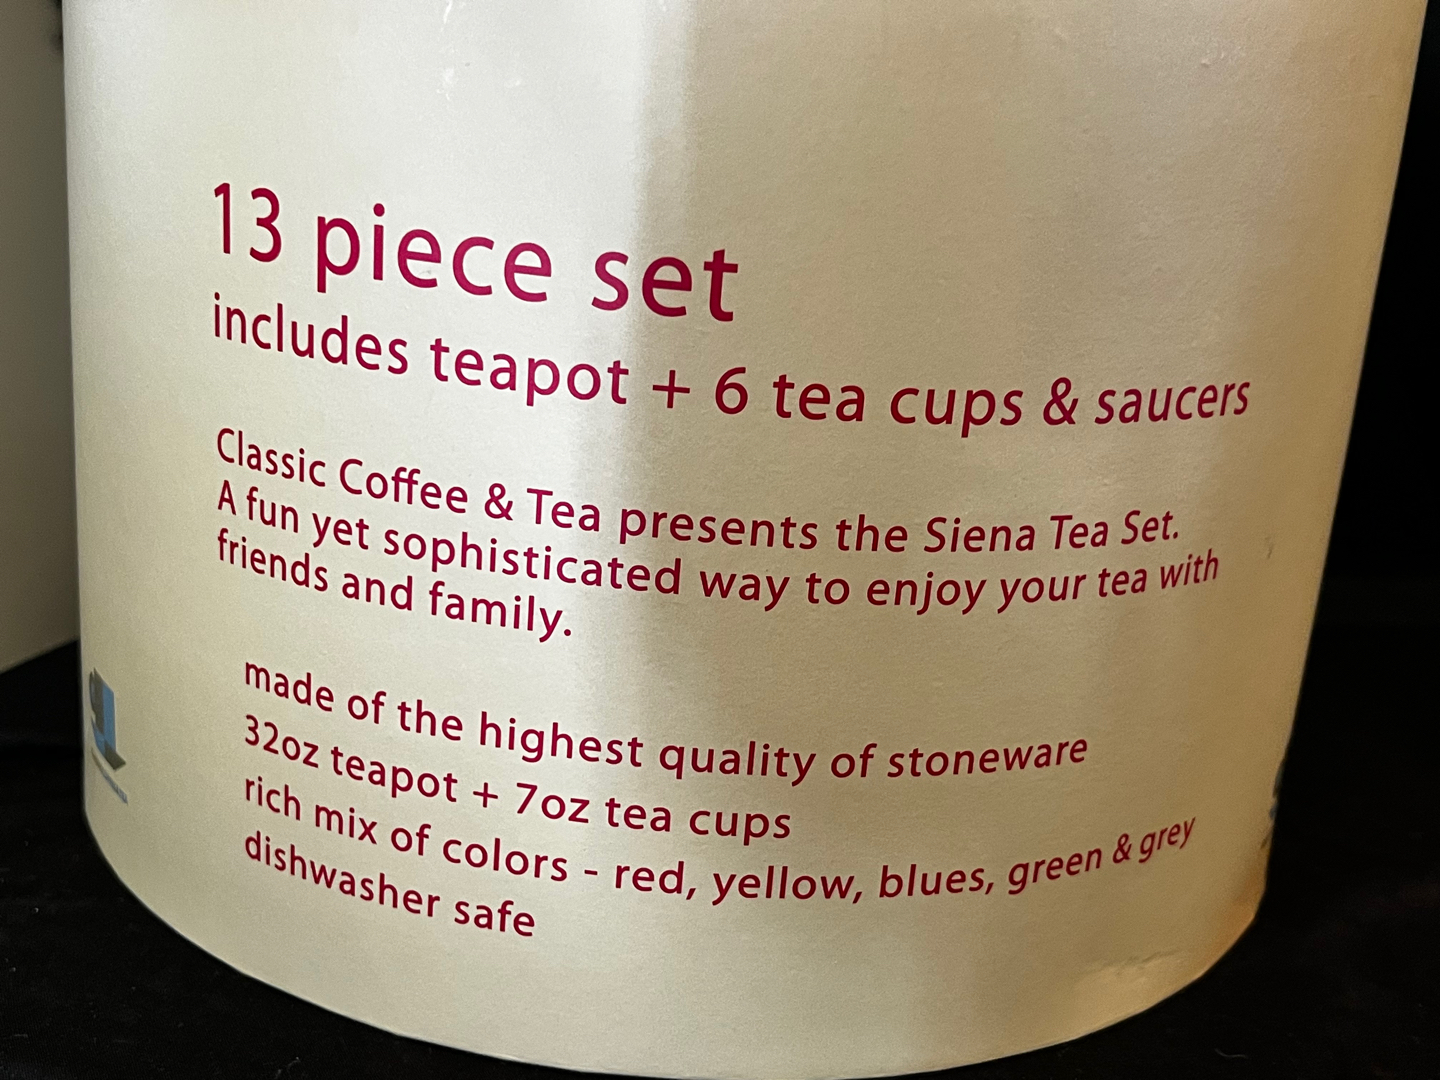 13 piece set
includes teapot + 6 tea cups & saucers
Classic Coffee & Tea presents the Siena Tea Set.
A fun yet sophisticated way to enjoy your tea with
friends and family.
made of the highest quality of stoneware
32oz teapot + 7oz tea cups
rich mix of colors - red, yellow, blues, green & grey
dishwasher safe